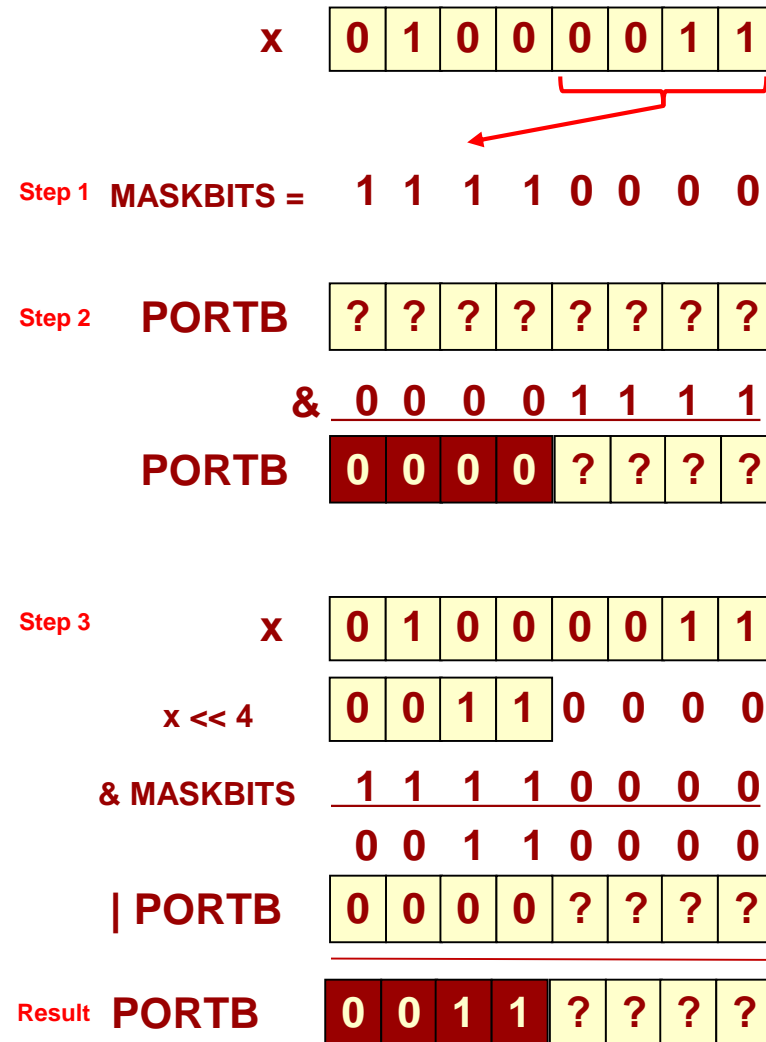 x 0 1 0 0 0 0 1 1
Step 1 MASKBITS = 1 1 1 1 0 0 0 0
Step 2 PORTB ? ? ? ? ? ? ? ?
& 0 0 0 0 1 1 1 1
PORTB 0 0 0 0 ? ? ? ?
Step 3 x 0 1 0 0 0 0 1 1
x << 4 0 0 1 1 0 0 0 0
& MASKBITS 1 1 1 1 0 0 0 0
0 0 1 1 0 0 0 0
| PORTB 0 0 0 0 ? ? ? ?
Result PORTB 0 0 1 1 ? ? ? ?